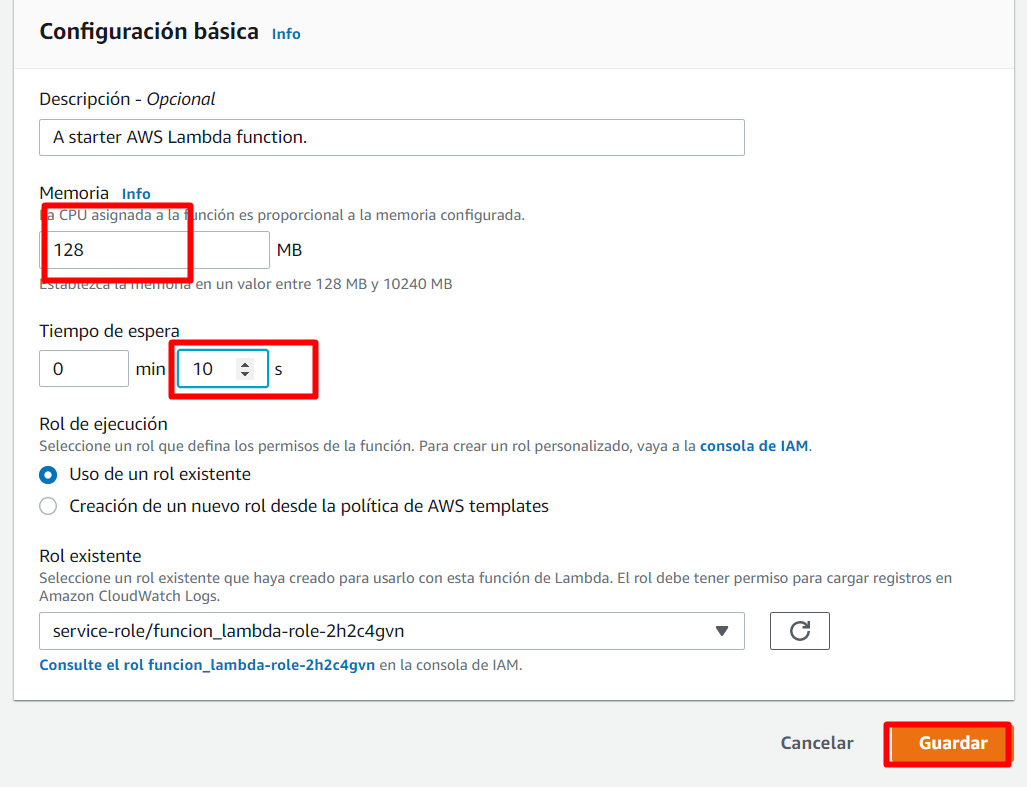 Configuración básica Info
Descripción - Opcional
A starter AWS Lambda function.
Memoria Info
La CPU asignada a la función es proporcional a la memoria configurada.
128 MB
Establezca la memoria en un valor entre 128 MB y 10240 MB
Tiempo de espera
0 min 10 s
Rol de ejecución
Seleccione un rol que defina los permisos de la función. Para crear un rol personalizado, vaya a la consola de IAM.
Uso de un rol existente
Creación de un nuevo rol desde la política de AWS templates
Rol existente
Seleccione un rol existente que haya creado para usarlo con esta función de Lambda. El rol debe tener permiso para cargar registros en
Amazon CloudWatch Logs.
service-role/funcion_lambda-role-2h2c4gvn
Consulte el rol funcion_lambda-role-2h2c4gvn en la consola de IAM.
Cancelar Guardar